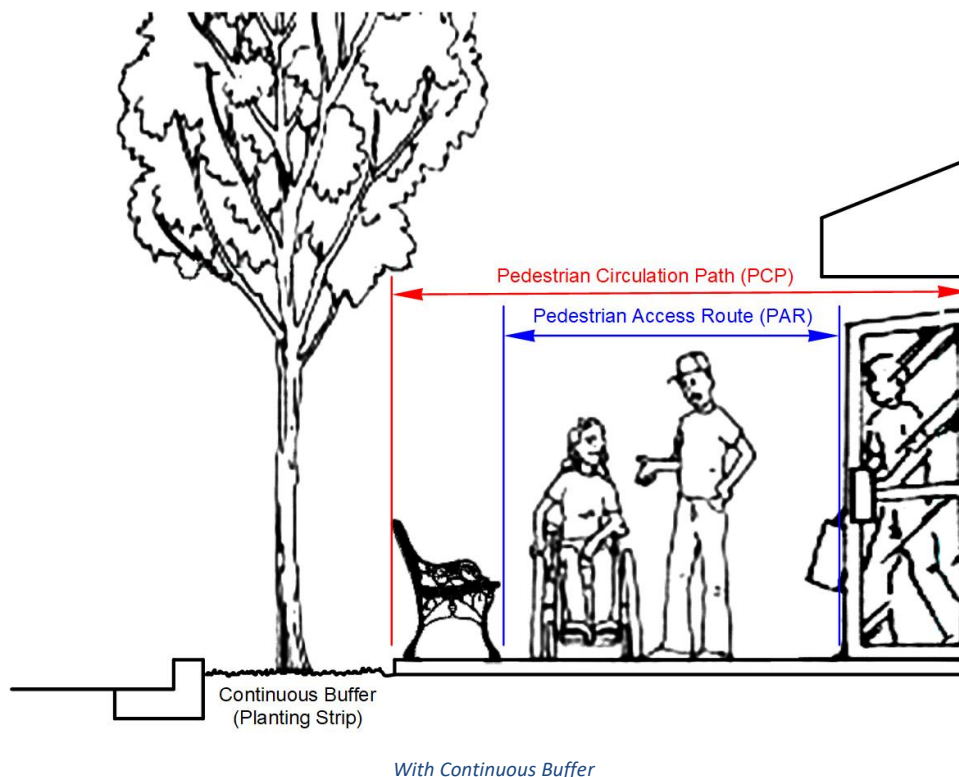 Pedestrian Circulation Path (PCP)
Pedestrian Access Route (PAR)
Continuous Buffer
(Planting Strip)
With Continuous Buffer